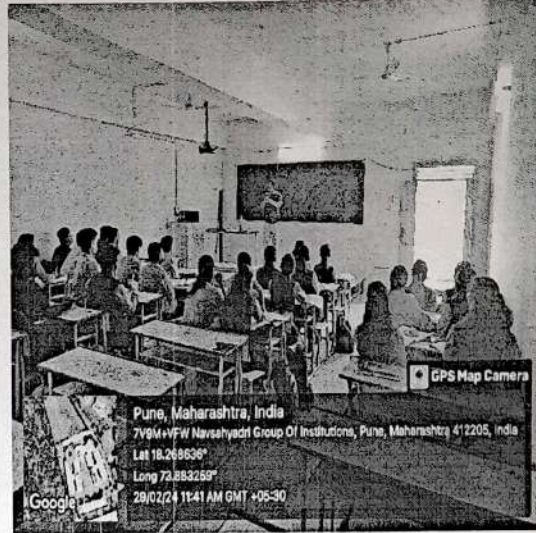 GPS Map Camera
Pune, Maharashtra, India
7V9M+VFW Navsahyadri Group Of Institutions, Pune, Maharashtra 412205, India
Lat 18.268636°
Long 73.883259°
29/02/24 11:41 AM GMT +05:30
Google